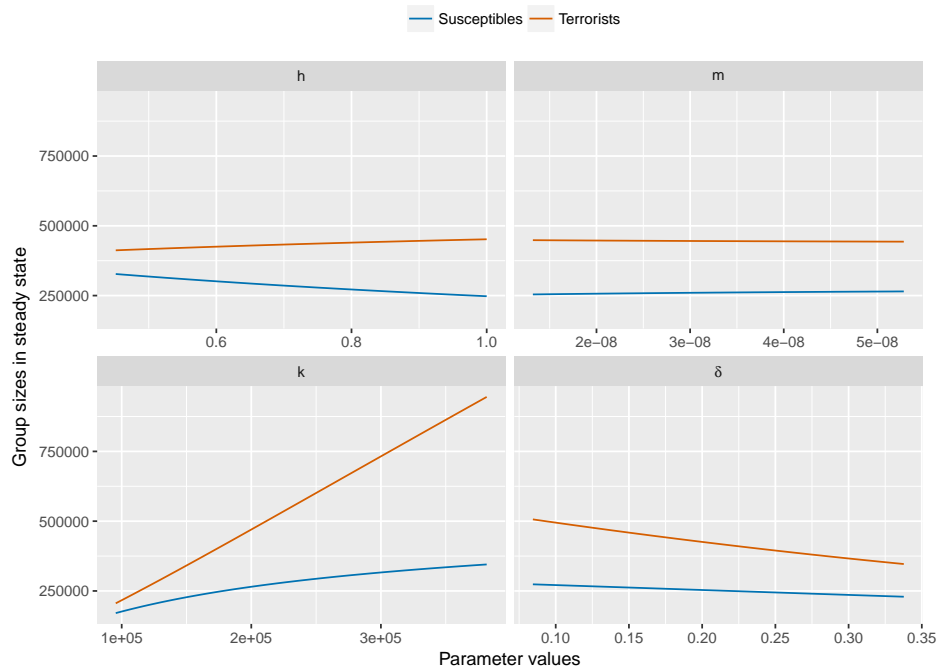 Susceptibles Terrorists
h
m
750000
500000
250000
0.6 0.8 1.0
2e−08 3e−08 4e−08 5e−08
k
δ
750000
500000
250000
1e+05 2e+05 3e+05
0.10 0.15 0.20 0.25 0.30 0.35
Group sizes in steady state
Parameter values